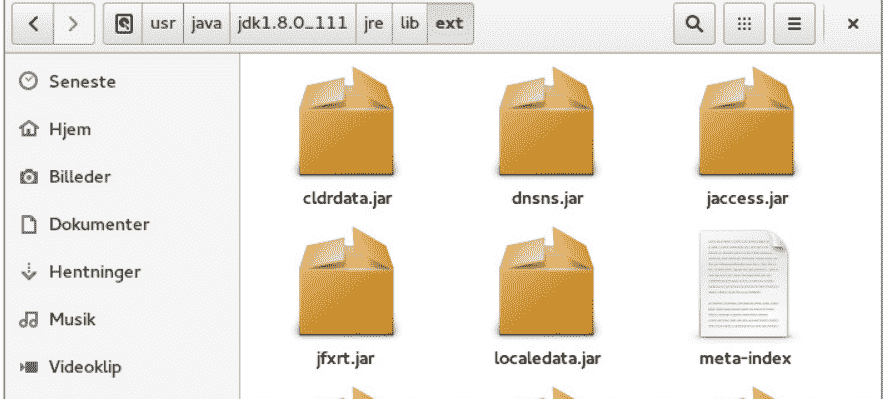 usr java jdk1.8.0_111 jre lib ext
Seneste
Hjem
Billeder
Dokumenter
Hentninger
Musik
Videoklip
cldrdata.jar dnsns.jar jaccess.jar
jfxrt.jar localedata.jar meta-index